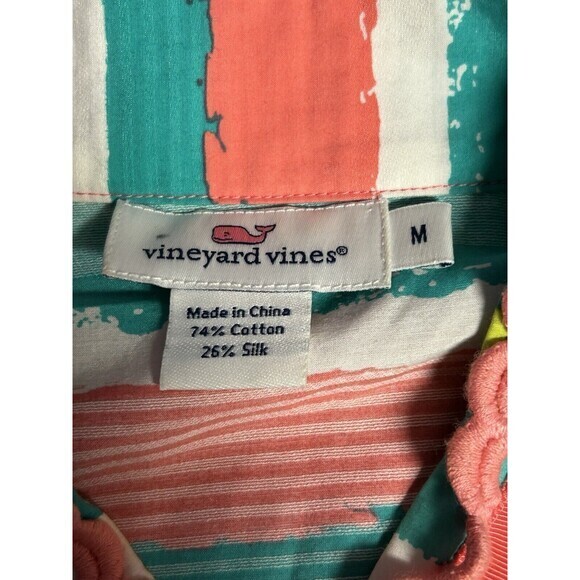 vineyard vines®
M
Made in China
74% Cotton
26% Silk